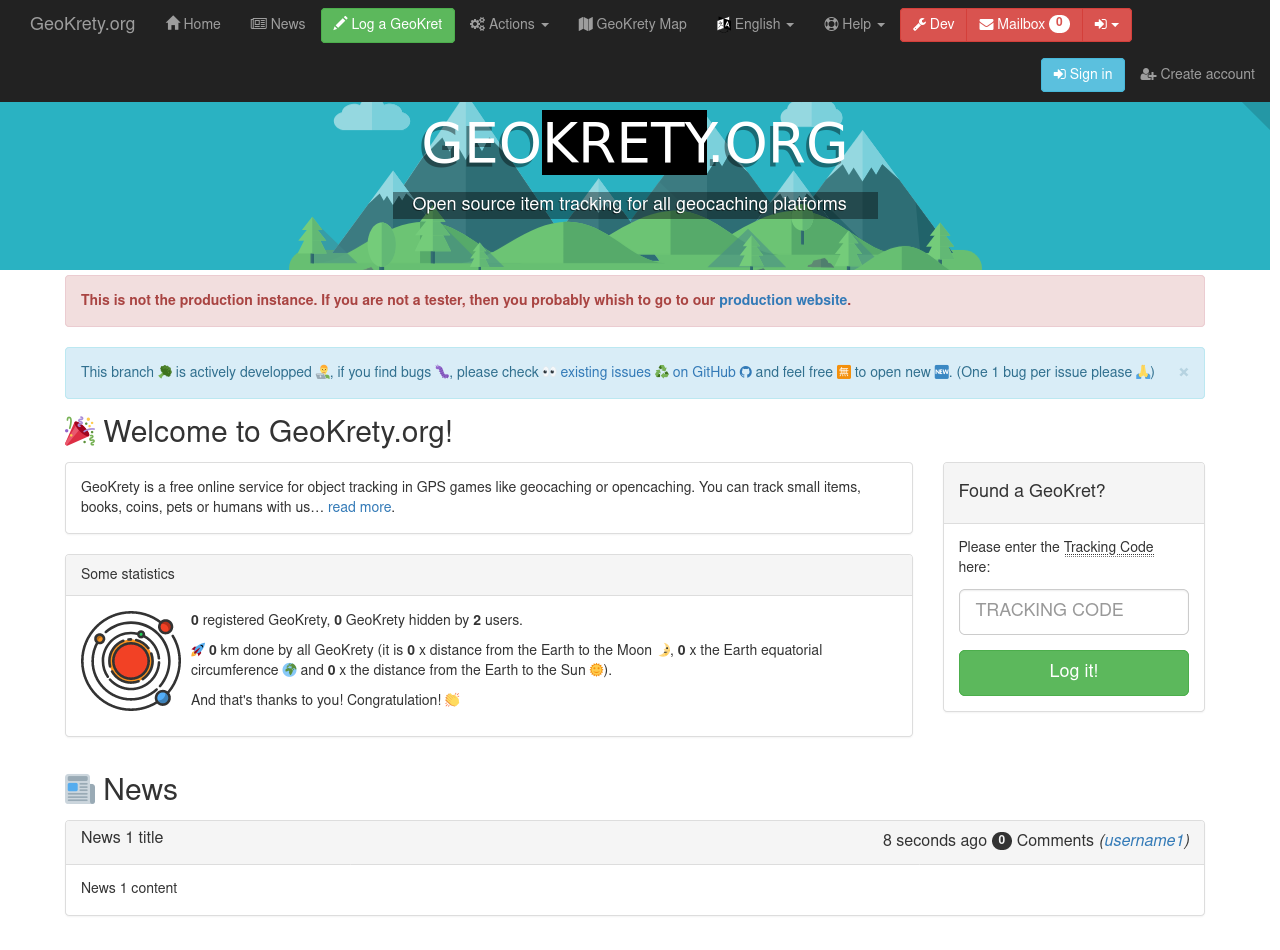 GeoKrety.org Home News Log a GeoKret Actions GeoKrety Map English Help Dev Mailbox 0
Sign in Create account
GEOKRETY.ORG
Open source item tracking for all geocaching platforms
This is not the production instance. If you are not a tester, then you probably whish to go to our production website.
This branch 🌳 is actively developped 👨‍🔬, if you find bugs 🐛, please check 👀 existing issues ♻ on GitHub and feel free 🈚 to open new 🆕. (One 1 bug per issue please 🙏) ×
🎉 Welcome to GeoKrety.org!
GeoKrety is a free online service for object tracking in GPS games like geocaching or opencaching. You can track small items,
books, coins, pets or humans with us… read more.
Found a GeoKret?
Please enter the Tracking Code
here:
TRACKING CODE
Log it!
Some statistics
0 registered GeoKrety, 0 GeoKrety hidden by 2 users.
🚀 0 km done by all GeoKrety (it is 0 x distance from the Earth to the Moon 🌛, 0 x the Earth equatorial
circumference 🌍 and 0 x the distance from the Earth to the Sun 🌞).
And that's thanks to you! Congratulation! 👏
📰 News
News 1 title 8 seconds ago 0 Comments (username1)
News 1 content